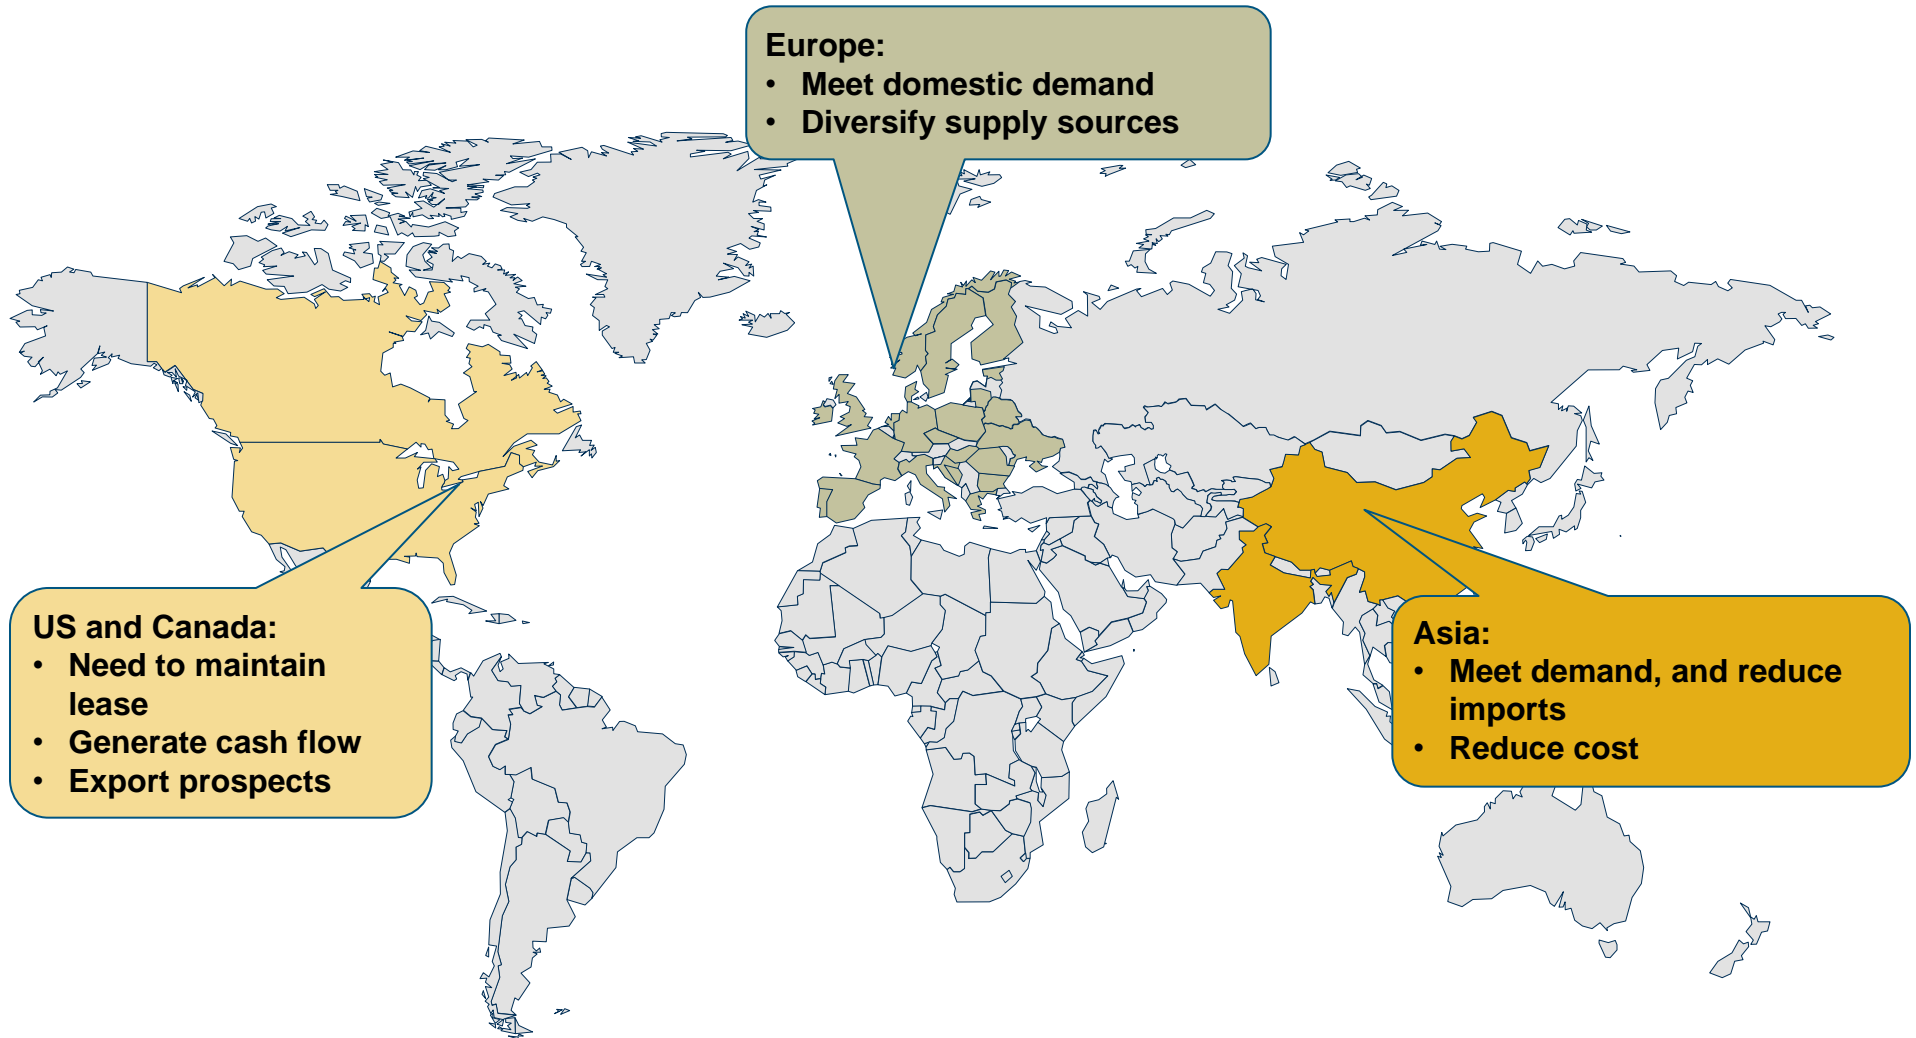 Europe:
• Meet domestic demand
• Diversify supply sources
US and Canada:
• Need to maintain
lease
• Generate cash flow
• Export prospects
Asia:
• Meet demand, and reduce
imports
• Reduce cost